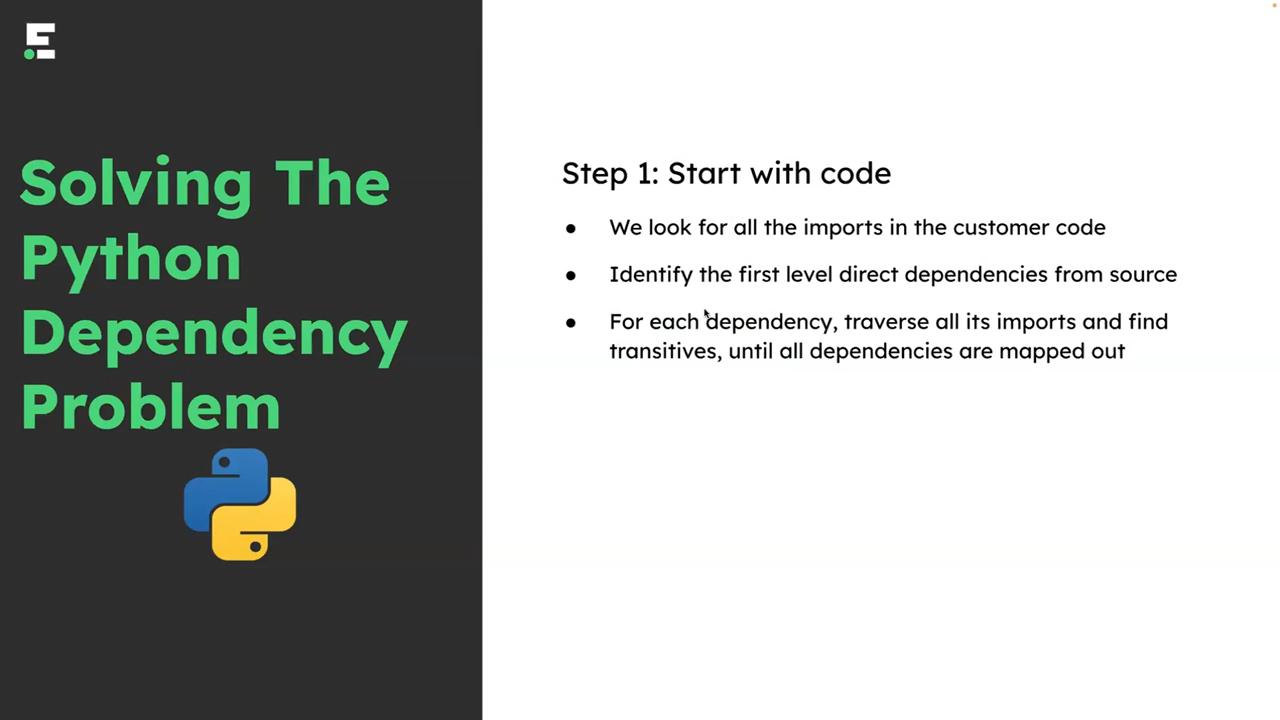 Solving The
Python
Dependency
Problem
Step 1: Start with code
● We look for all the imports in the customer code
● Identify the first level direct dependencies from source
● For each dependency, traverse all its imports and find
transitives, until all dependencies are mapped out